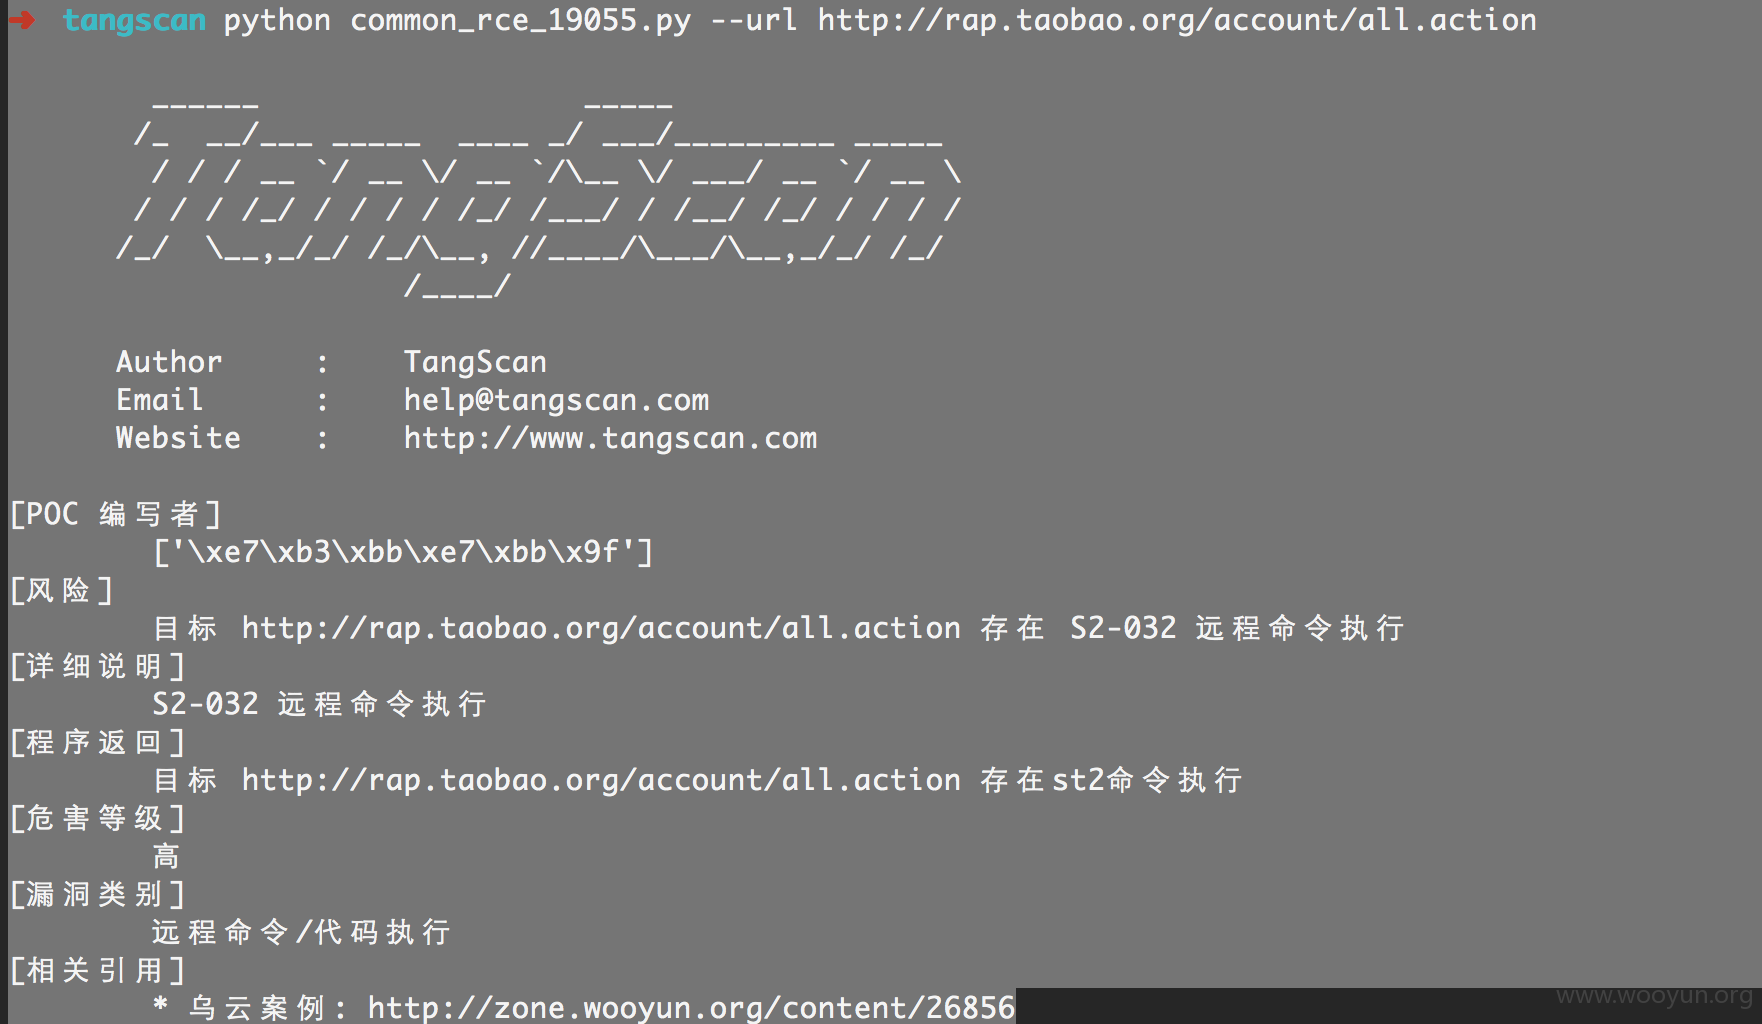 ➜  tangscan python common_rce_19055.py --url http://rap.taobao.org/account/all.action
        ______                  _____
       /_  __/___ _____  ____ _/ ___/_________ _____
        / / / __ `/ __ \/ __ `/\__ \/ ___/ __ `/ __ \
       / / / /_/ / / / / /_/ /___/ / /__/ /_/ / / / /
      /_/  \__,_/_/ /_/\__, //____/\___/\__,_/_/ /_/
                      /____/
Author     :    TangScan
Email      :    help@tangscan.com
Website    :    http://www.tangscan.com
[POC 编写者]
['\xe7\xb3\xbb\xe7\xbb\x9f']
[风险]
目标 http://rap.taobao.org/account/all.action 存在 S2-032 远程命令执行
[详细说明]
S2-032 远程命令执行
[程序返回]
目标 http://rap.taobao.org/account/all.action 存在st2命令执行
[危害等级]
高
[漏洞类别]
远程命令/代码执行
[相关引用]
* 乌云案例: http://zone.wooyun.org/content/26856
www.wooyun.org